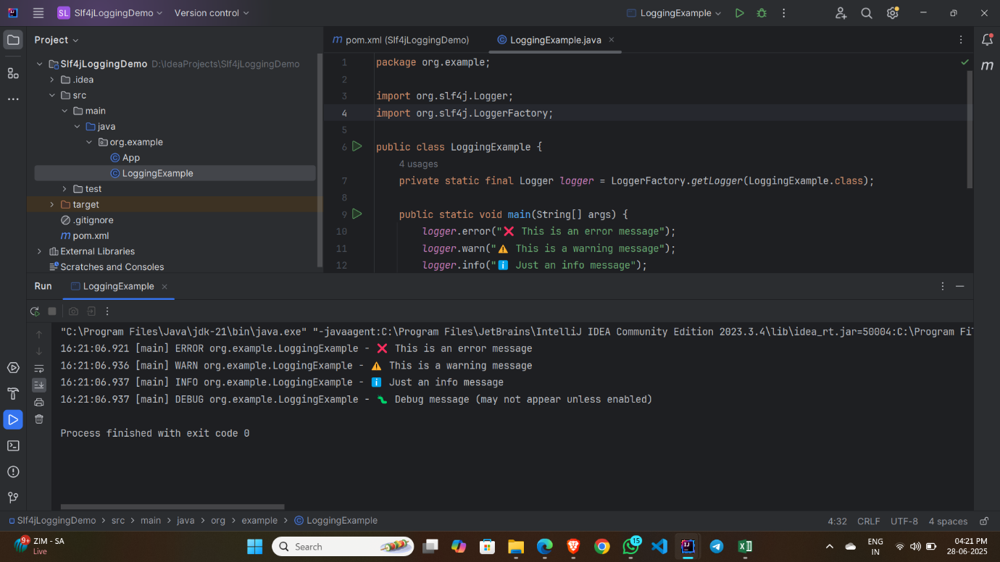 SL Slf4jLoggingDemo Version control LoggingExample
Project
pom.xml (Slf4jLoggingDemo) LoggingExample.java
Slf4jLoggingDemo D:\IdeaProjects\Slf4jLoggingDemo
.idea
src
main
java
org.example
App
LoggingExample
test
target
.gitignore
pom.xml
External Libraries
Scratches and Consoles
1 package org.example;
2
3 import org.slf4j.Logger;
4 import org.slf4j.LoggerFactory;
5
6 public class LoggingExample {
4 usages
7 private static final Logger logger = LoggerFactory.getLogger(LoggingExample.class);
8
9 public static void main(String[] args) {
10 logger.error("❌ This is an error message");
11 logger.warn("⚠️ This is a warning message");
12 logger.info("ℹ️ Just an info message");
Run LoggingExample
"C:\Program Files\Java\jdk-21\bin\java.exe" "-javaagent:C:\Program Files\JetBrains\IntelliJ IDEA Community Edition 2023.3.4\lib\idea_rt.jar=50004:C:\Program Fi
16:21:06.921 [main] ERROR org.example.LoggingExample - ❌ This is an error message
16:21:06.936 [main] WARN org.example.LoggingExample - ⚠️ This is a warning message
16:21:06.937 [main] INFO org.example.LoggingExample - ℹ️ Just an info message
16:21:06.937 [main] DEBUG org.example.LoggingExample - 🐛 Debug message (may not appear unless enabled)
Process finished with exit code 0
Slf4jLoggingDemo > src > main > java > org > example > LoggingExample 4:32 CRLF UTF-8 4 spaces
9+ ZIM - SA
Live
Search
15
ENG
IN
04:21 PM
28-06-2025